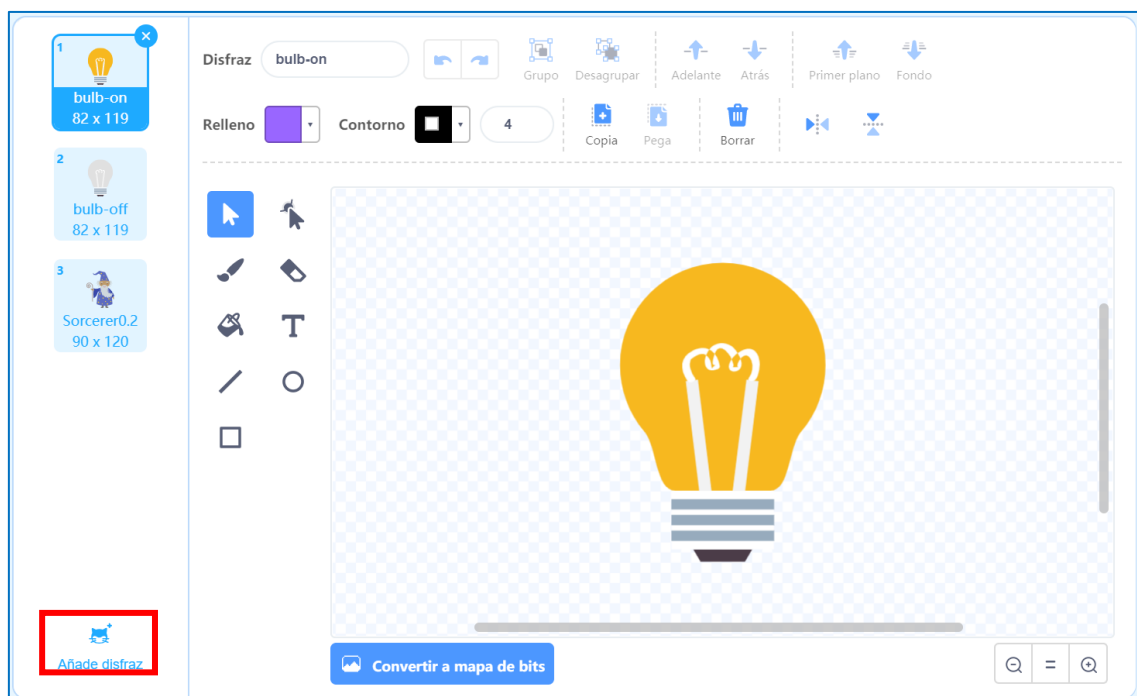 1
bulb-on
82 x 119
2
bulb-off
82 x 119
3
Sorcerer0.2
90 x 120
Añade disfraz
Disfraz bulb-on
Grupo Desagrupar Adelante Atrás Primer plano Fondo
Relleno Contorno 4
Copia Pega Borrar
T
Convertir a mapa de bits
=